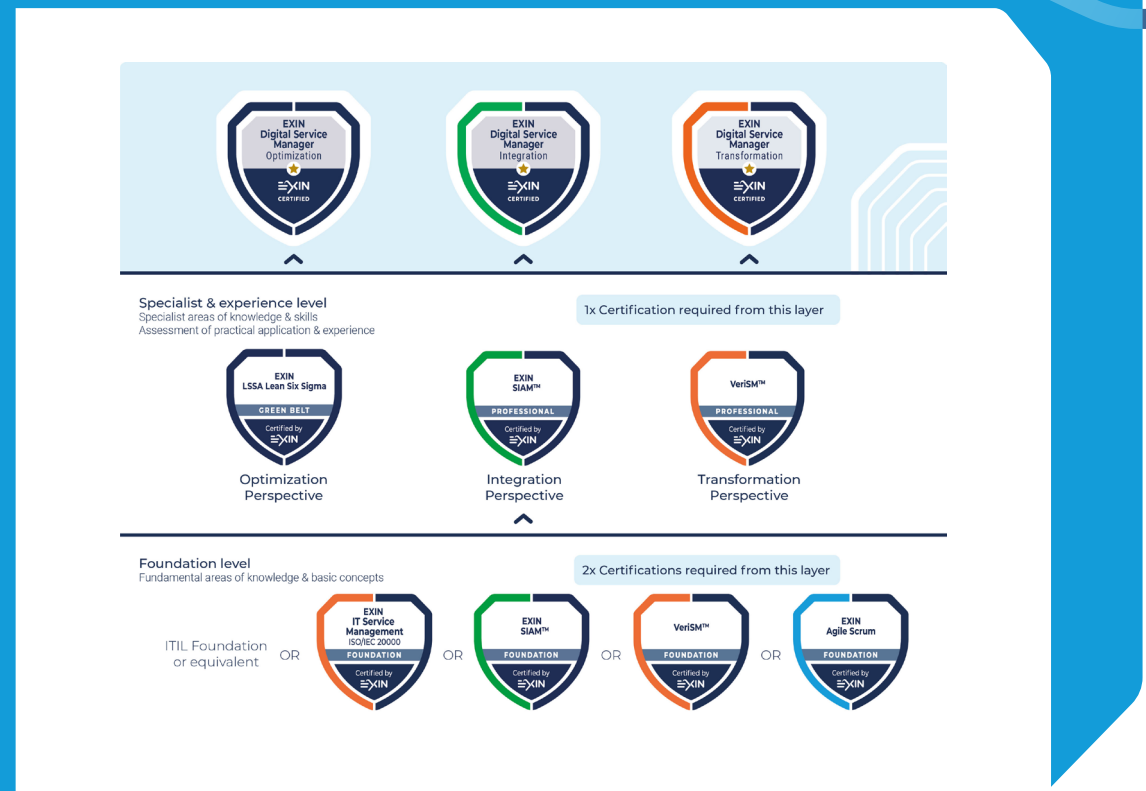 EXIN
Digital Service
Manager
Optimization
EXIN
CERTIFIED
EXIN
Digital Service
Manager
Integration
EXIN
CERTIFIED
EXIN
Digital Service
Manager
Transformation
EXIN
CERTIFIED
Specialist & experience level
Specialist areas of knowledge & skills
Assessment of practical application & experience
1x Certification required from this layer
EXIN
LSSA Lean Six Sigma
GREEN BELT
Certified by
EXIN
Optimization
Perspective
EXIN
SIAM™
PROFESSIONAL
Certified by
EXIN
Integration
Perspective
VeriSM™
PROFESSIONAL
Certified by
EXIN
Transformation
Perspective
Foundation level
Fundamental areas of knowledge & basic concepts
2x Certifications required from this layer
ITIL Foundation
or equivalent
OR
EXIN
IT Service
Management
ISO/IEC 20000
FOUNDATION
Certified by
EXIN
OR
EXIN
SIAM™
FOUNDATION
Certified by
EXIN
OR
VeriSM™
FOUNDATION
Certified by
EXIN
OR
EXIN
Agile Scrum
FOUNDATION
Certified by
EXIN